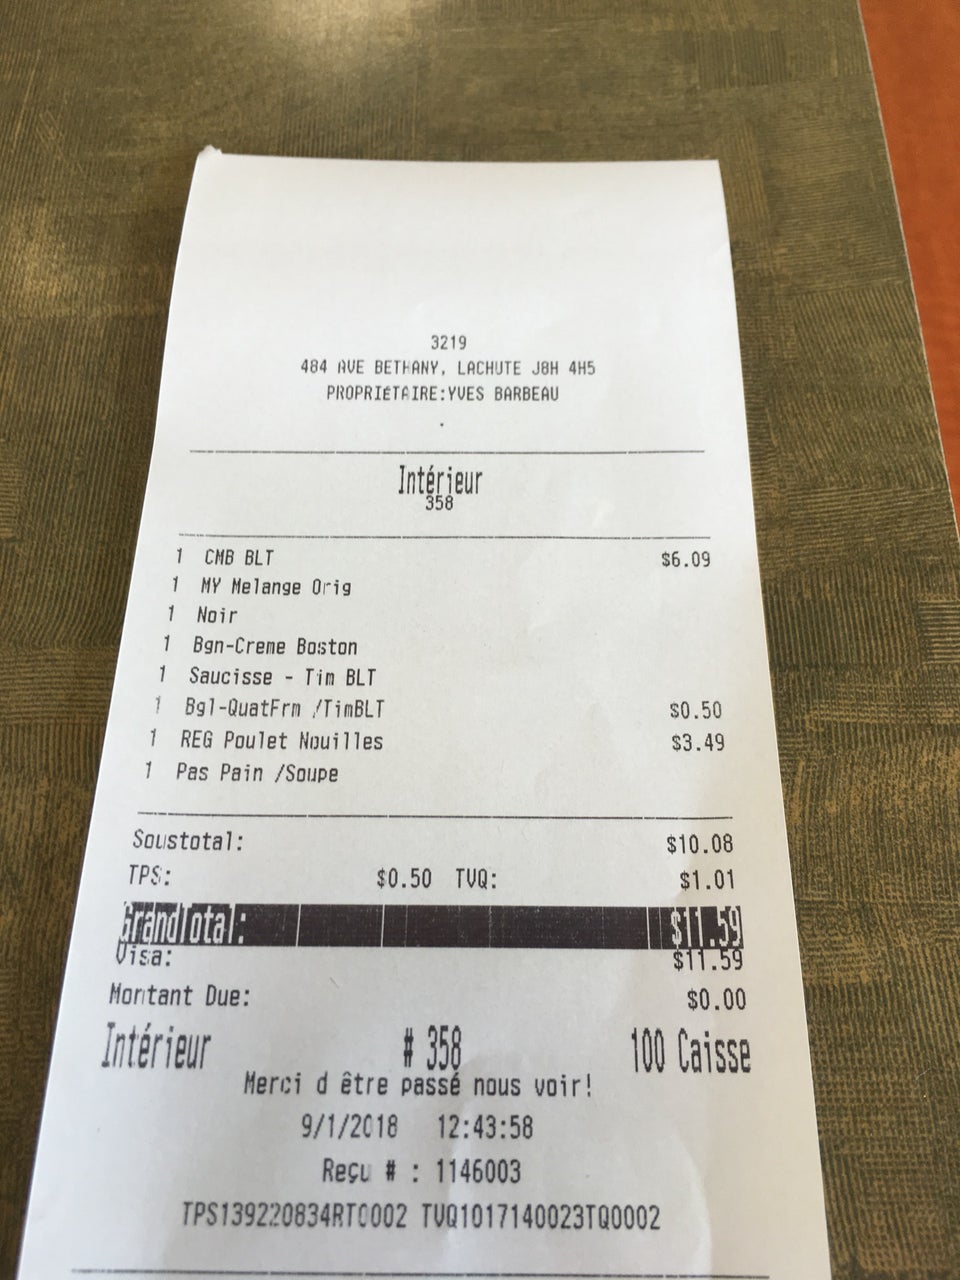 3219
484 AVE BETHANY, LACHUTE J8H 4H5
PROPRIÉTAIRE:YVES BARBEAU
.
Intérieur
358
1 CMB BLT $6.09
1 MY Melange Orig
1 Noir
1 Bgn-Creme Boston
1 Saucisse - Tim BLT
1 Bgl-QuatFrm /TimBLT $0.50
1 REG Poulet Nouilles $3.49
1 Pas Pain /Soupe
Soustotal: $10.08
TPS: $0.50 TVQ: $1.01
GrandTotal: $11.59
Visa: $11.59
Montant Due: $0.00
Intérieur # 358 100 Caisse
Merci d être passé nous voir!
9/1/2018 12:43:58
Reçu # : 1146003
TPS139220834RT0002 TVQ1017140023TQ0002